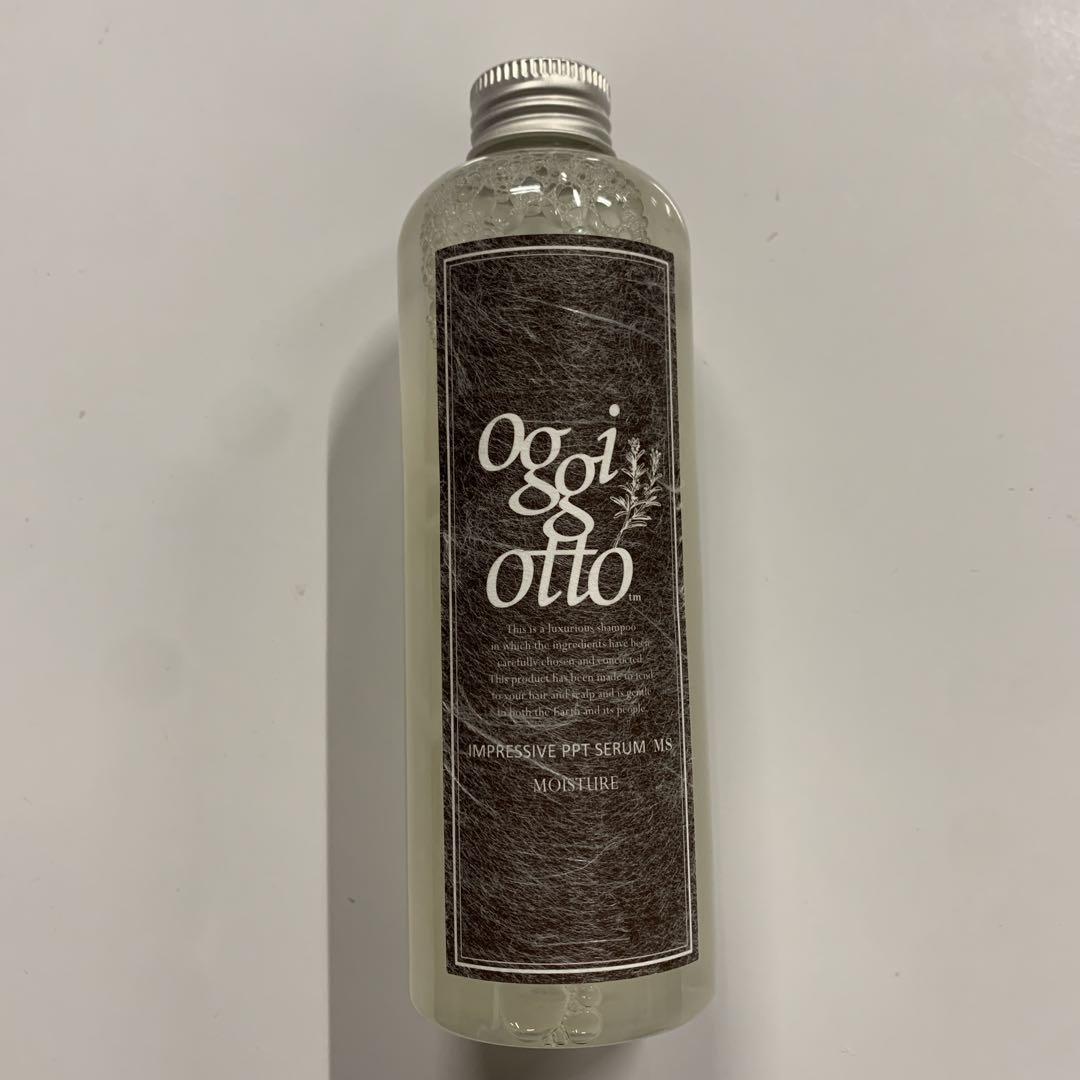 oggi
otto
tm
This is a luxurious shampoo
in which the ingredients have been
carefully chosen and concocted.
This product has been made to tend
to your hair and scalp and is gentle
to both the Earth and its people.
IMPRESSIVE PPT SERUM MS
MOISTURE